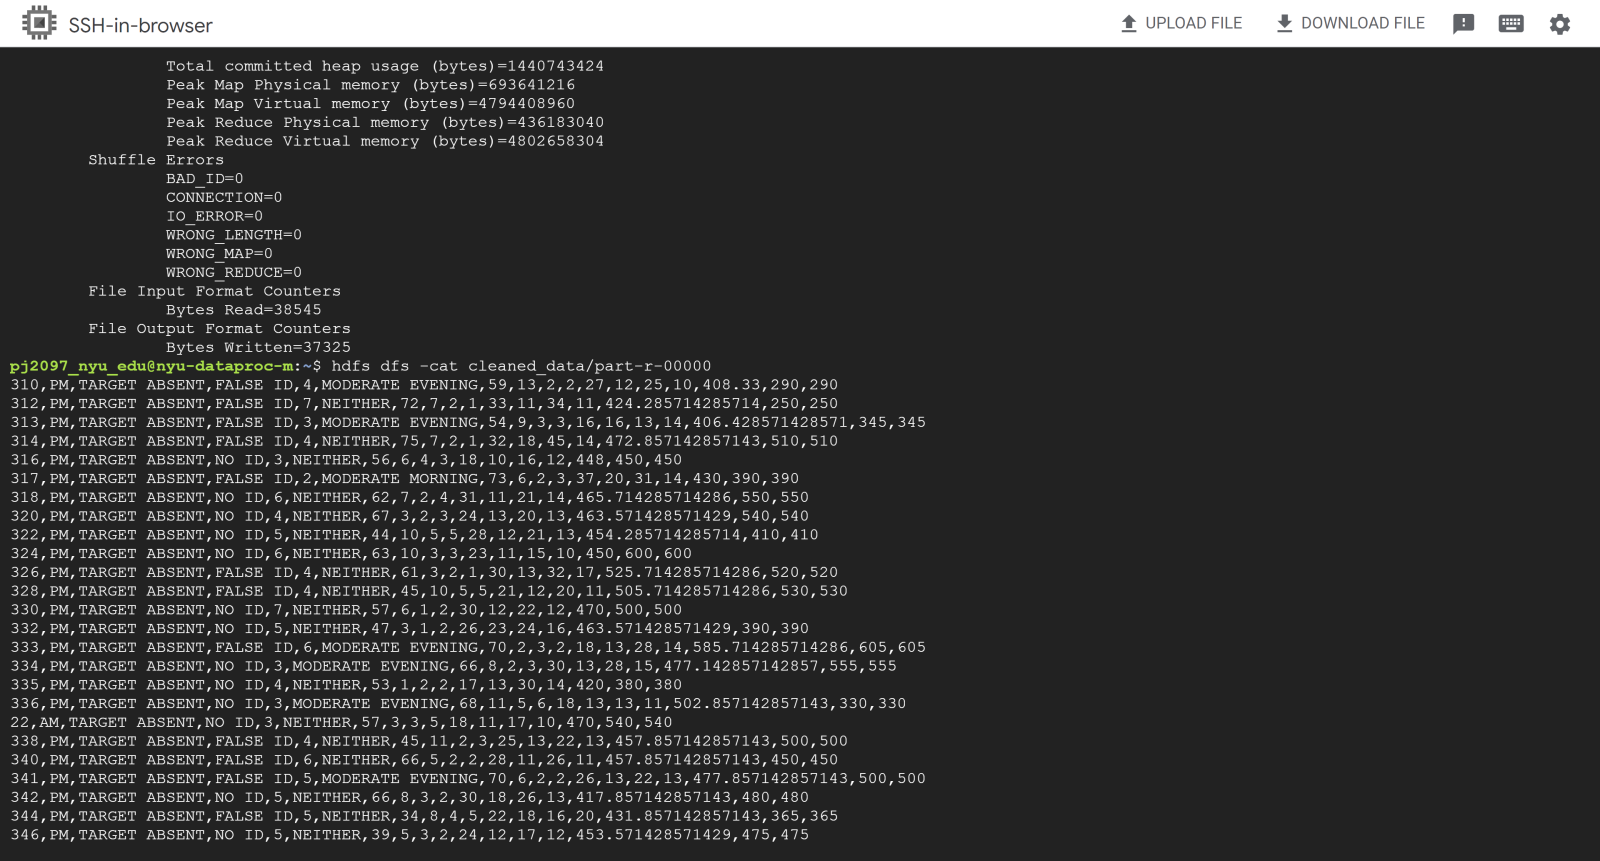 SSH-in-browser
UPLOAD FILE
DOWNLOAD FILE
Total committed heap usage (bytes)=1440743424
Peak Map Physical memory (bytes)=693641216
Peak Map Virtual memory (bytes)=4794408960
Peak Reduce Physical memory (bytes)=436183040
Peak Reduce Virtual memory (bytes)=4802658304
Shuffle Errors
BAD_ID=0
CONNECTION=0
IO_ERROR=0
WRONG_LENGTH=0
WRONG_MAP=0
WRONG_REDUCE=0
File Input Format Counters
Bytes Read=38545
File Output Format Counters
Bytes Written=37325
pj2097_nyu_edu@nyu-dataproc-m:~$ hdfs dfs -cat cleaned_data/part-r-00000
310,PM,TARGET ABSENT,FALSE ID,4,MODERATE EVENING,59,13,2,2,27,12,25,10,408.33,290,290
312,PM,TARGET ABSENT,FALSE ID,7,NEITHER,72,7,2,1,33,11,34,11,424.285714285714,250,250
313,PM,TARGET ABSENT,FALSE ID,3,MODERATE EVENING,54,9,3,3,16,16,13,14,406.428571428571,345,345
314,PM,TARGET ABSENT,FALSE ID,4,NEITHER,75,7,2,1,32,18,45,14,472.857142857143,510,510
316,PM,TARGET ABSENT,NO ID,3,NEITHER,56,6,4,3,18,10,16,12,448,450,450
317,PM,TARGET ABSENT,FALSE ID,2,MODERATE MORNING,73,6,2,3,37,20,31,14,430,390,390
318,PM,TARGET ABSENT,NO ID,6,NEITHER,62,7,2,4,31,11,21,14,465.714285714286,550,550
320,PM,TARGET ABSENT,NO ID,4,NEITHER,67,3,2,3,24,13,20,13,463.571428571429,540,540
322,PM,TARGET ABSENT,NO ID,5,NEITHER,44,10,5,5,28,12,21,13,454.285714285714,410,410
324,PM,TARGET ABSENT,NO ID,6,NEITHER,63,10,3,3,23,11,15,10,450,600,600
326,PM,TARGET ABSENT,FALSE ID,4,NEITHER,61,3,2,1,30,13,32,17,525.714285714286,520,520
328,PM,TARGET ABSENT,FALSE ID,4,NEITHER,45,10,5,5,21,12,20,11,505.714285714286,530,530
330,PM,TARGET ABSENT,NO ID,7,NEITHER,57,6,1,2,30,12,22,12,470,500,500
332,PM,TARGET ABSENT,NO ID,5,NEITHER,47,3,1,2,26,23,24,16,463.571428571429,390,390
333,PM,TARGET ABSENT,FALSE ID,6,MODERATE EVENING,70,2,3,2,18,13,28,14,585.714285714286,605,605
334,PM,TARGET ABSENT,NO ID,3,MODERATE EVENING,66,8,2,3,30,13,28,15,477.142857142857,555,555
335,PM,TARGET ABSENT,NO ID,4,NEITHER,53,1,2,2,17,13,30,14,420,380,380
336,PM,TARGET ABSENT,NO ID,3,MODERATE EVENING,68,11,5,6,18,13,13,11,502.857142857143,330,330
22,AM,TARGET ABSENT,NO ID,3,NEITHER,57,3,3,5,18,11,17,10,470,540,540
338,PM,TARGET ABSENT,FALSE ID,4,NEITHER,45,11,2,3,25,13,22,13,457.857142857143,500,500
340,PM,TARGET ABSENT,FALSE ID,6,NEITHER,66,5,2,2,28,11,26,11,457.857142857143,450,450
341,PM,TARGET ABSENT,FALSE ID,5,MODERATE EVENING,70,6,2,2,26,13,22,13,477.857142857143,500,500
342,PM,TARGET ABSENT,NO ID,5,NEITHER,66,8,3,2,30,18,26,13,417.857142857143,480,480
344,PM,TARGET ABSENT,FALSE ID,5,NEITHER,34,8,4,5,22,18,16,20,431.857142857143,365,365
346,PM,TARGET ABSENT,NO ID,5,NEITHER,39,5,3,2,24,12,17,12,453.571428571429,475,475